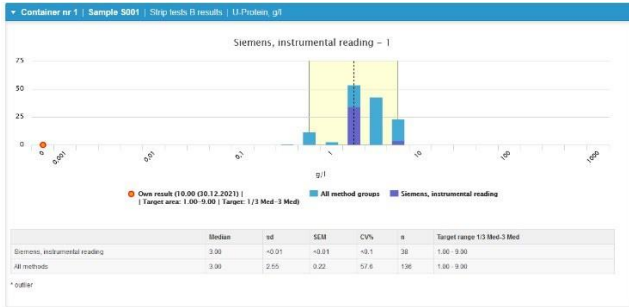 Container nr 1 | Sample S001 | Strip tests B results | U-Protein, g/l
Siemens, instrumental reading - 1
75
50
25
0
0 0,001 0,01 0,1 1 10 100 1000
g/l
Own result (10.00 (30.12.2021) | All method groups Siemens, instrumental reading
| Target area: 1.00-9.00 | Target: 1/3 Med-3 Med)
Median sd SEM CV% n Target range 1/3 Med-3 Med
Siemens, instrumental reading 3.00 <0.01 <0.01 <0.1 38 1.00 - 9.00
All methods 3.00 2.55 0.22 57.6 136 1.00 - 9.00
* outlier